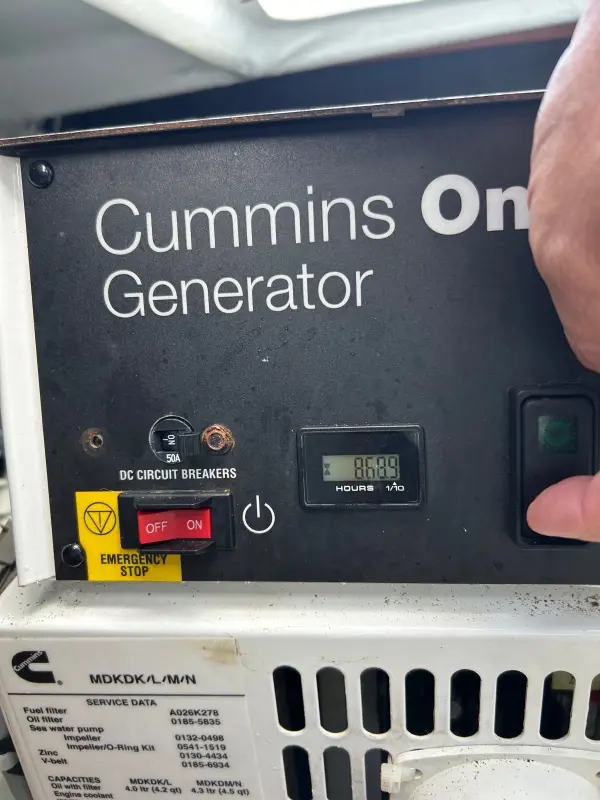 Cummins On
Generator
NO
50A
DC CIRCUIT BREAKERS
8689
HOURS 1/10
OFF ON
EMERGENCY
STOP
Cummins
MDKDK/L/M/N
SERVICE DATA
Fuel filter A026K278
Oil filter 0185-5835
Sea water pump
Impeller 0132-0498
Impeller/O-Ring Kit 0541-1519
Zinc 0130-4434
V-belt 0185-6934
CAPACITIES MDKDK/L MDKDM/N
Oil with filter 4.0 ltr (4.2 qt) 4.3 ltr (4.5 qt)
Engine coolant